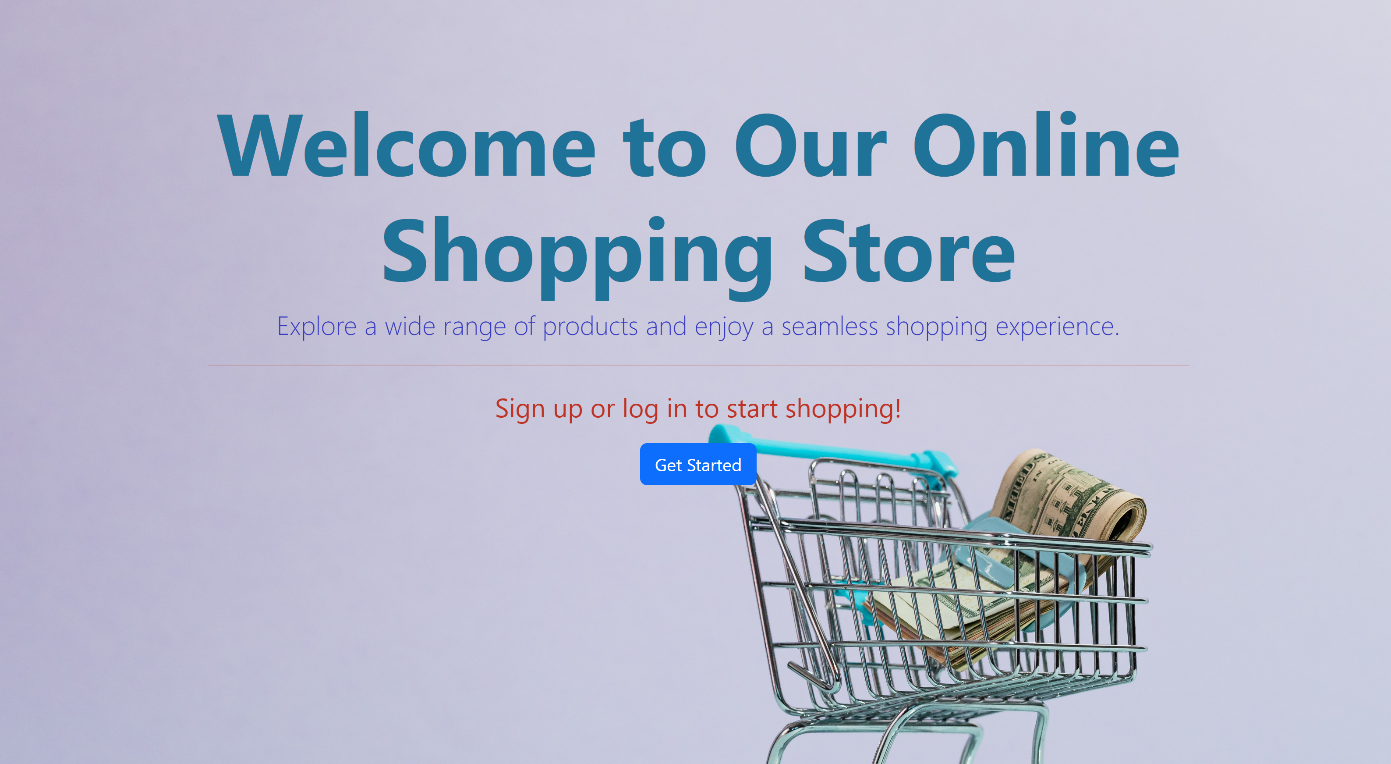 Welcome to Our Online
Shopping Store
Explore a wide range of products and enjoy a seamless shopping experience.
Sign up or log in to start shopping!
Get Started